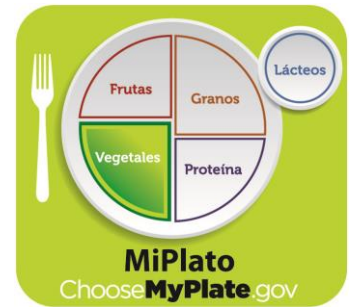 Lácteos
Frutas
Granos
Vegetales
Proteína
MiPlato
ChooseMyPlate.gov